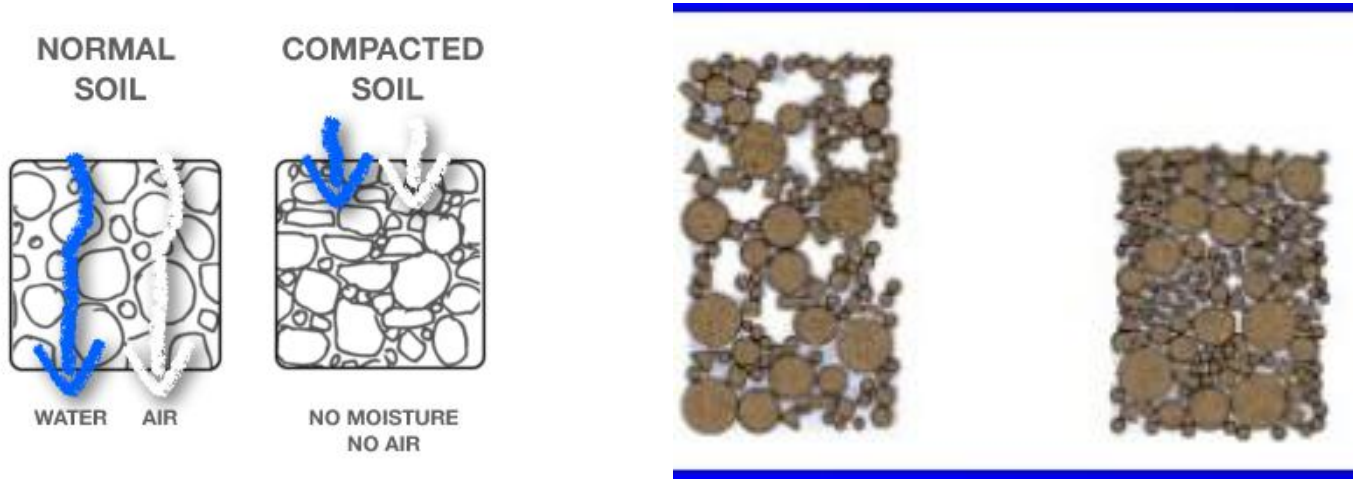 NORMAL
SOIL
COMPACTED
SOIL
WATER
AIR
NO MOISTURE
NO AIR